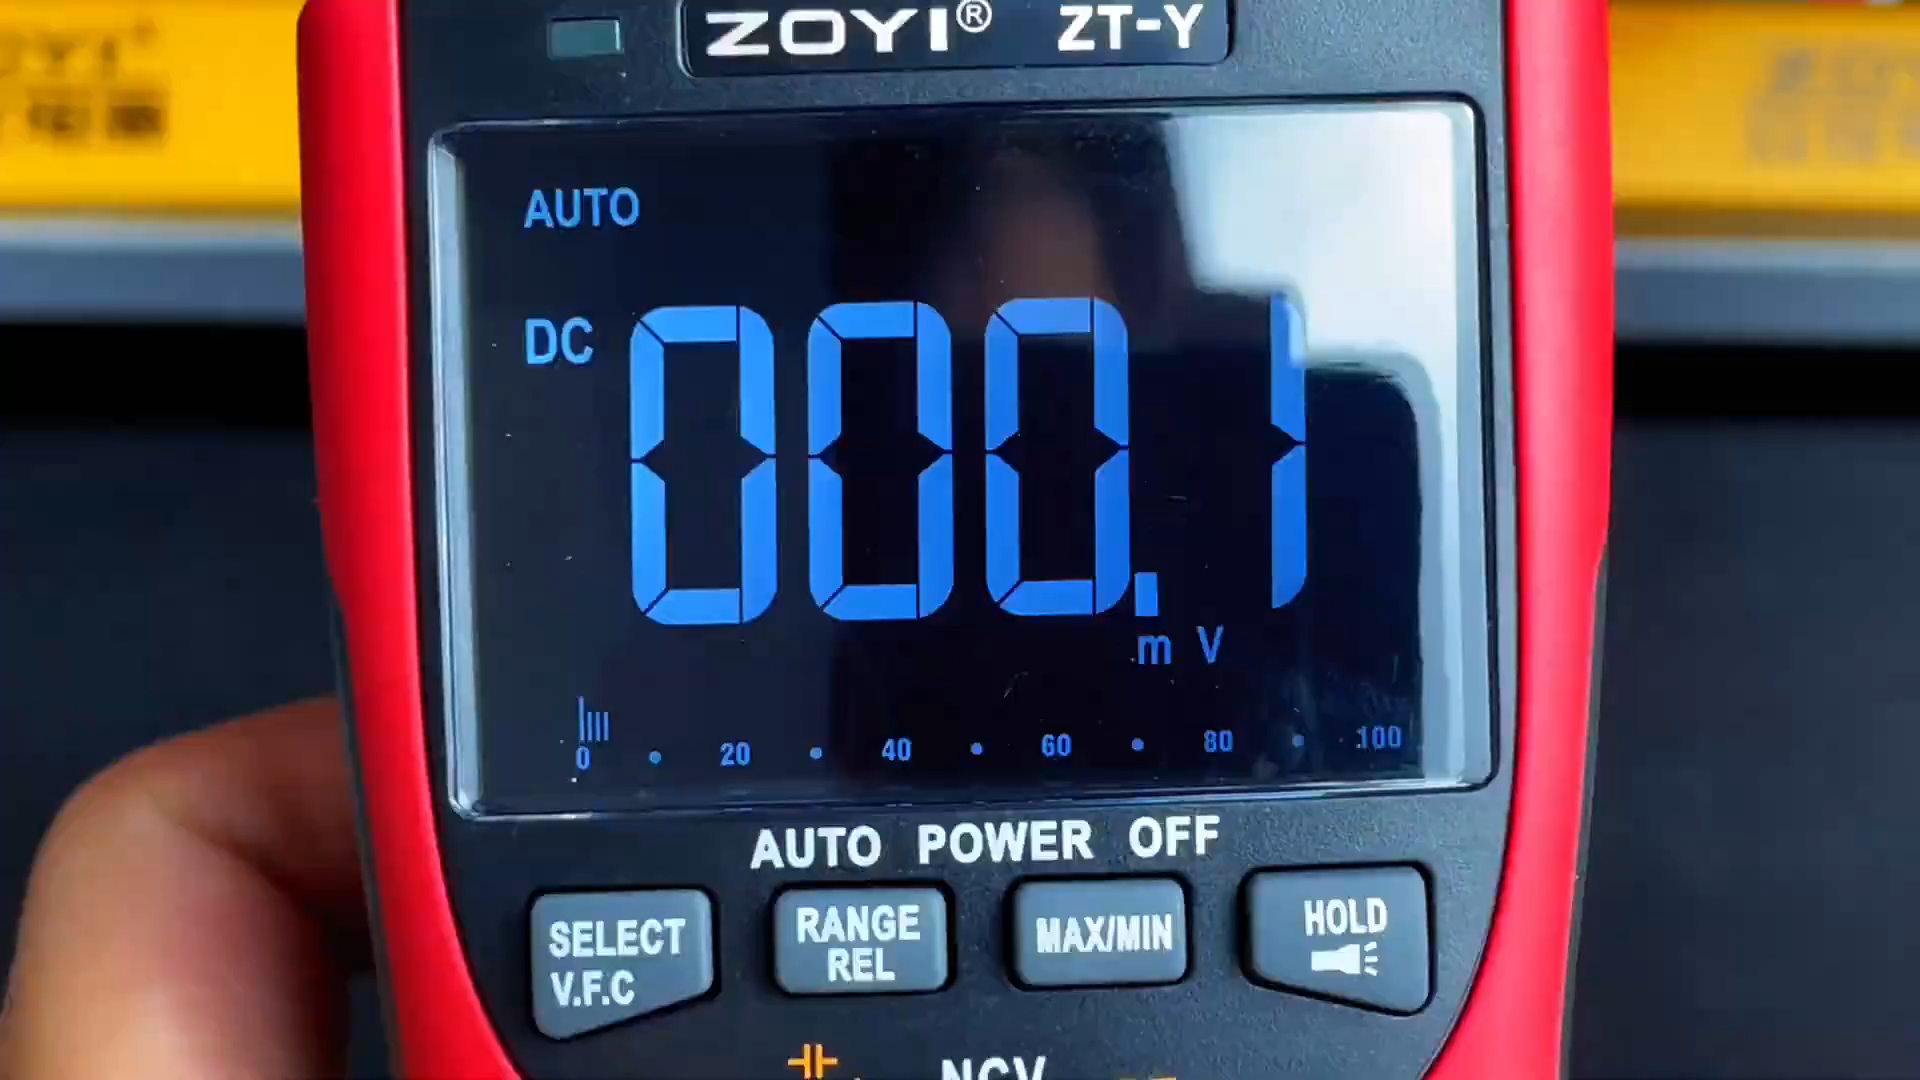 ZOYI® ZT-Y
AUTO
DC 000.1
m V
0 20 40 60 80 100
AUTO POWER OFF
SELECT
V.F.C
RANGE
REL
MAX/MIN
HOLD
NCV